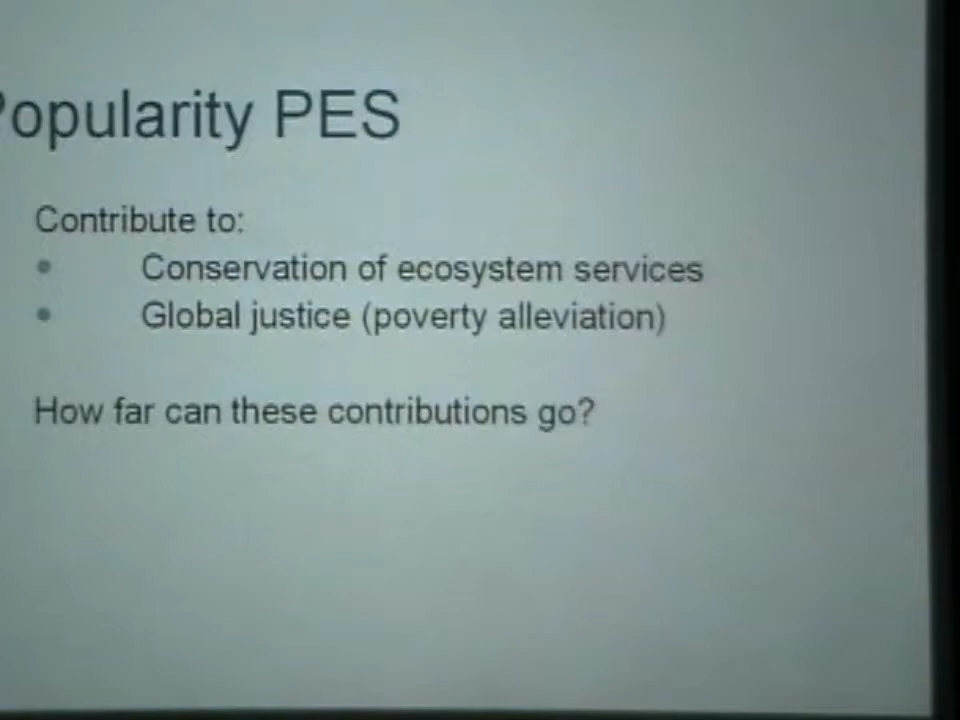 Popularity PES
Contribute to:
• Conservation of ecosystem services
• Global justice (poverty alleviation)
How far can these contributions go?